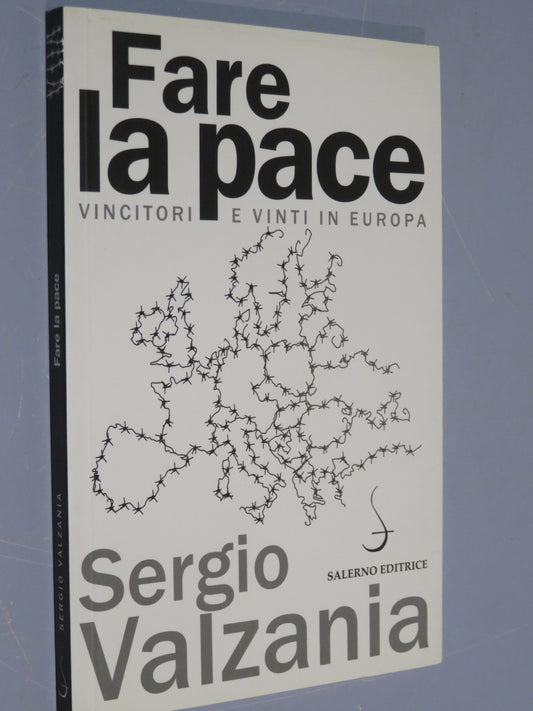 Fare
la pace
VINCITORI E VINTI IN EUROPA
SALERNO EDITRICE
Sergio
Valzania
Fare la pace
SERGIO VALZANIA